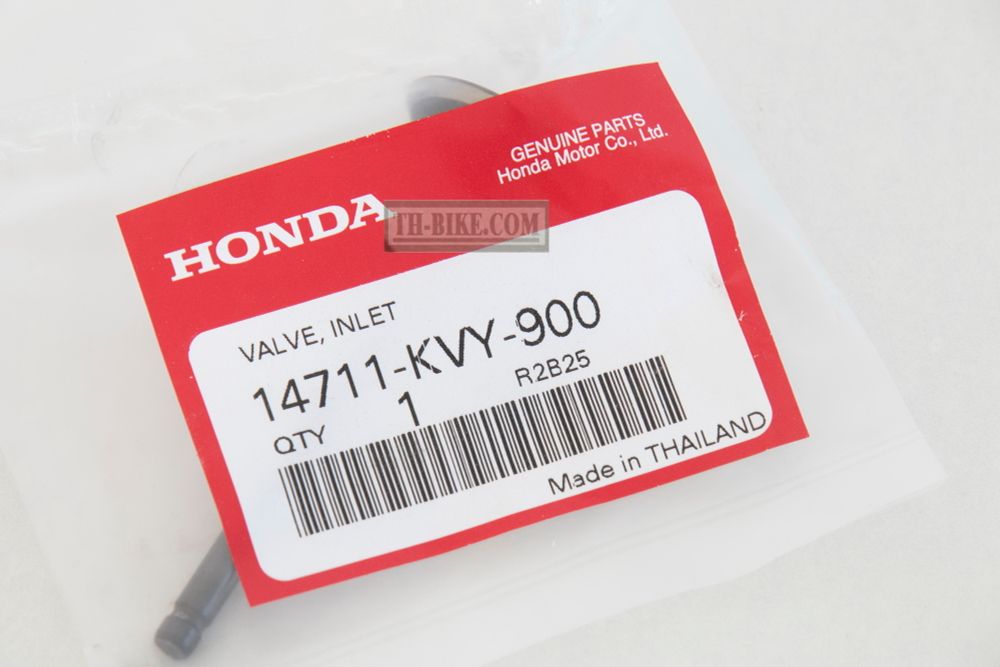 GENUINE PARTS
Honda Motor Co., Ltd.
HONDA
TH-BIKE.COM
VALVE, INLET
14711-KVY-900
QTY 1 R2B25
Made in THAILAND